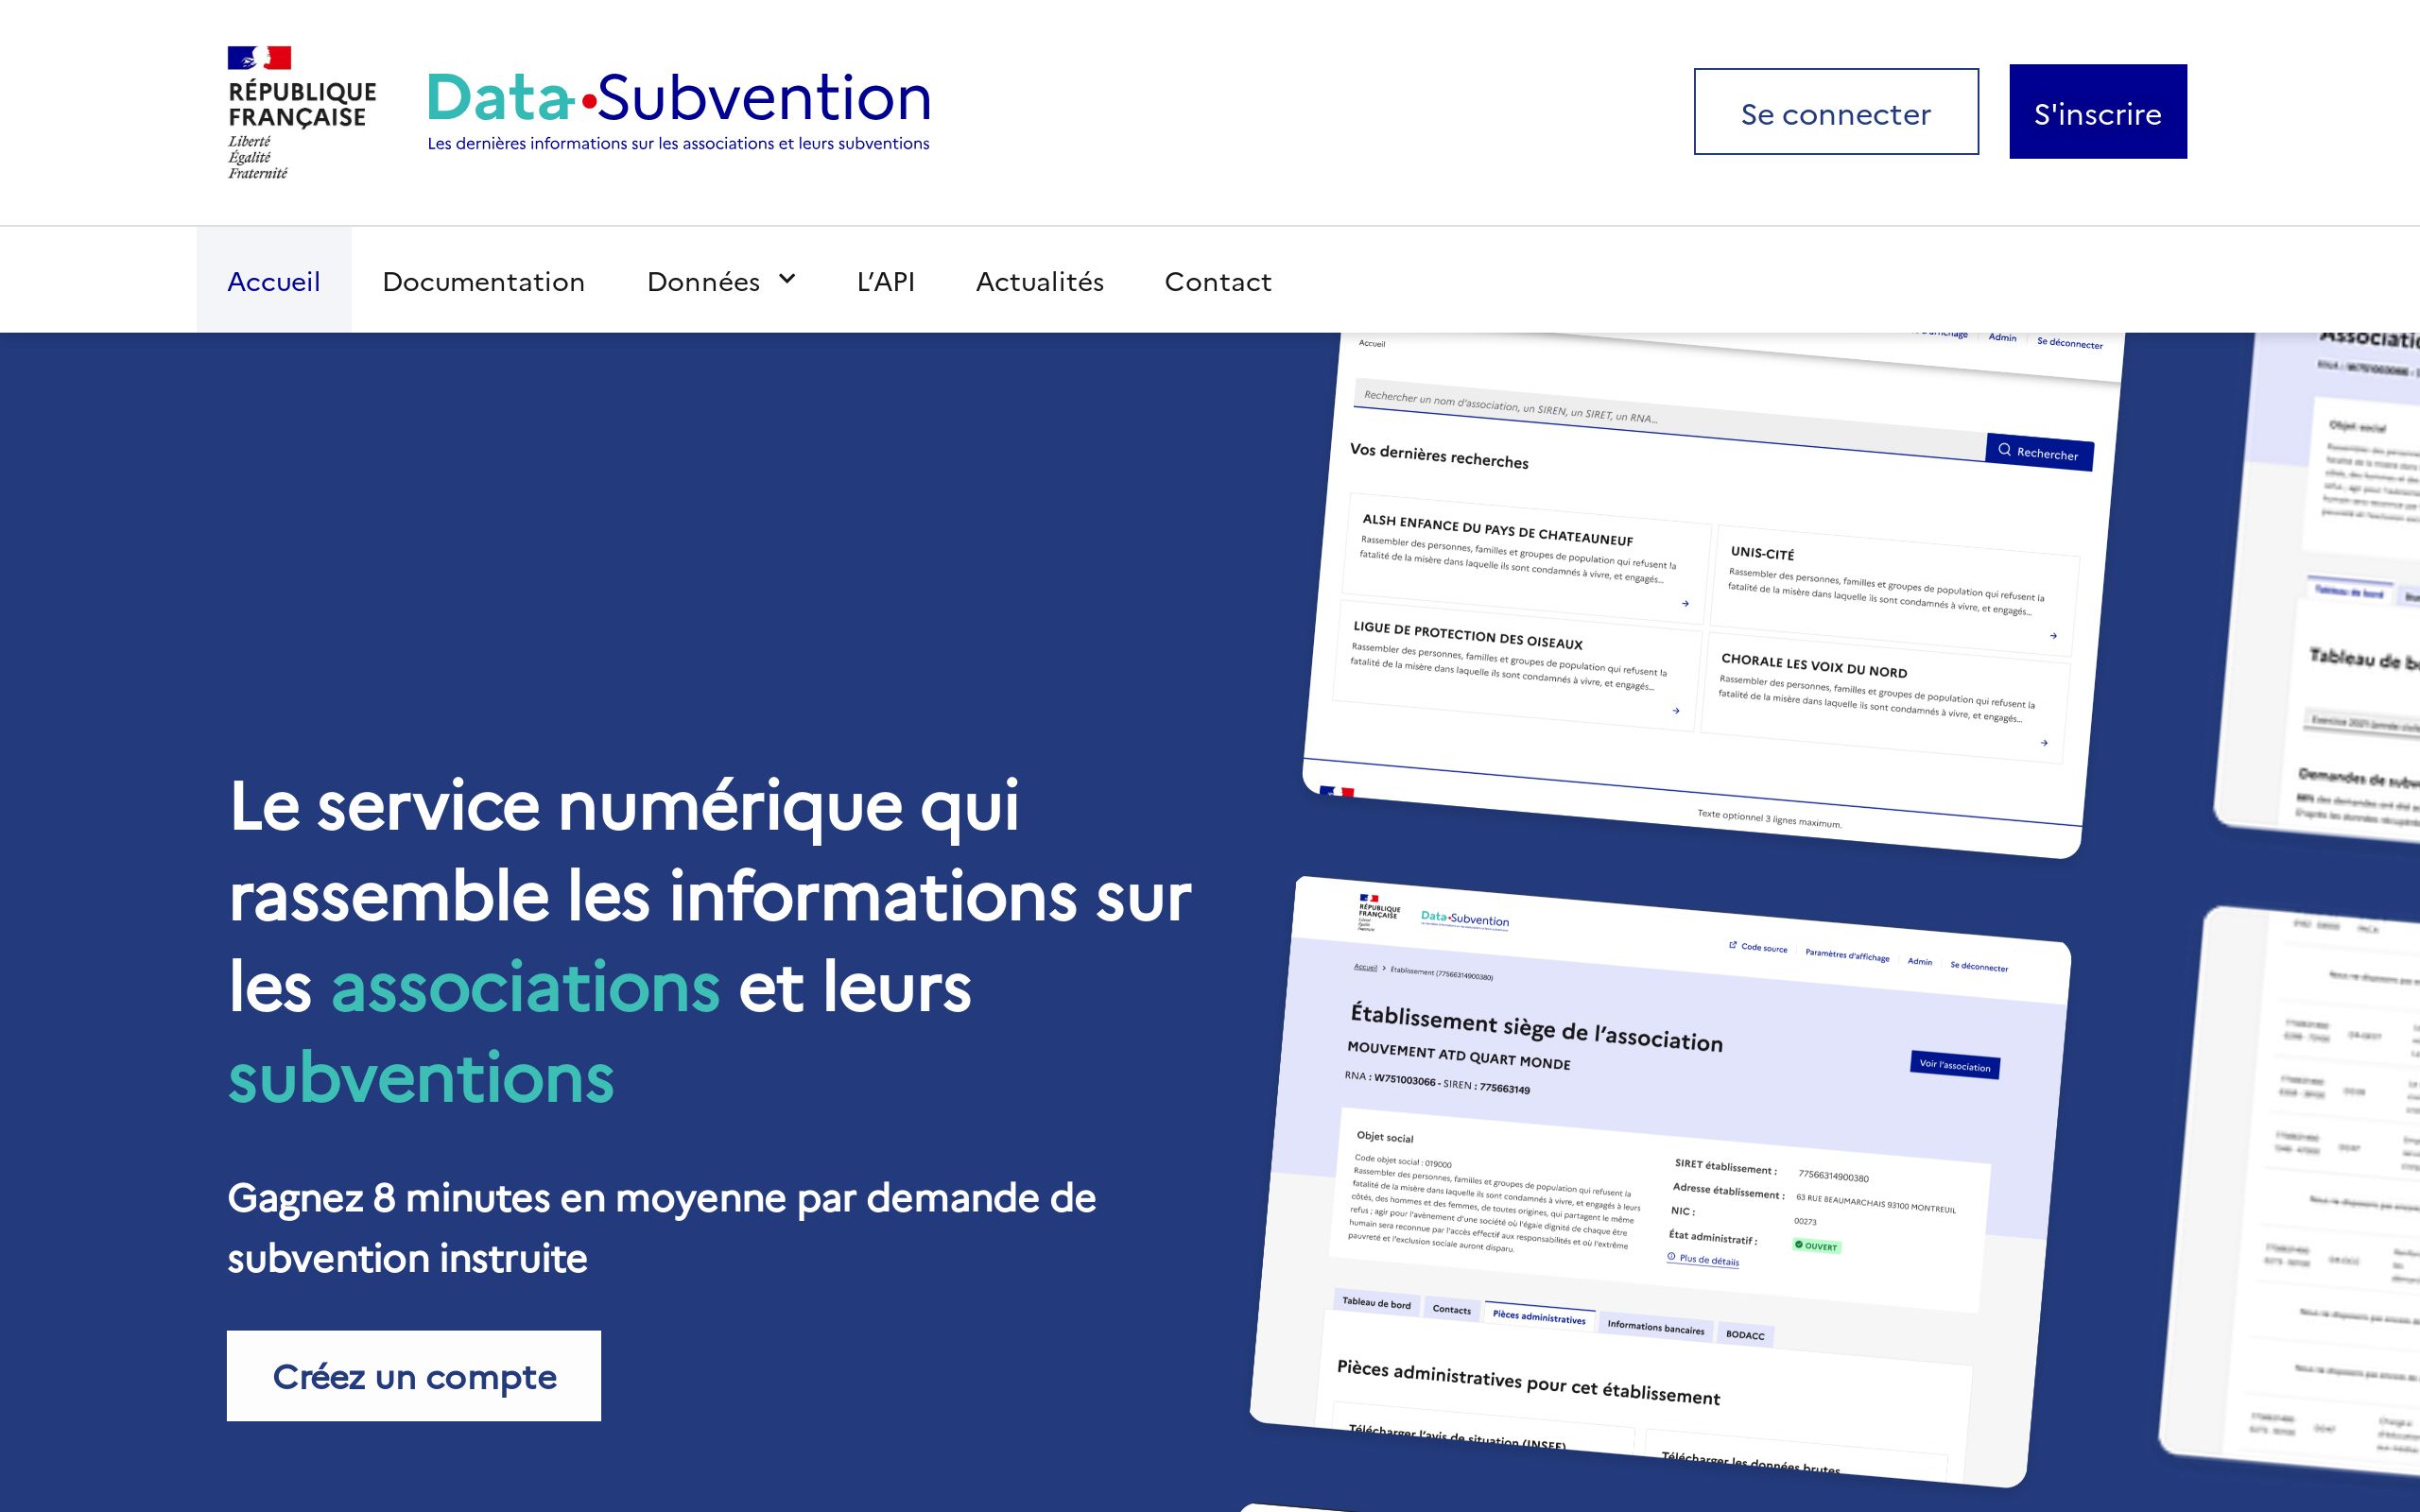 RÉPUBLIQUE
FRANÇAISE
Liberté
Égalité
Fraternité
Data•Subvention
Les dernières informations sur les associations et leurs subventions
Se connecter
S'inscrire
Accueil
Documentation
Données
L’API
Actualités
Contact
Le service numérique qui
rassemble les informations sur
les associations et leurs
subventions
Gagnez 8 minutes en moyenne par demande de
subvention instruite
Créez un compte
Accueil
Admin
Se déconnecter
Rechercher un nom d'association, un SIREN, un SIRET, un RNA...
Rechercher
Vos dernières recherches
ALSH ENFANCE DU PAYS DE CHATEAUNEUF
Rassembler des personnes, familles et groupes de population qui refusent la
fatalité de la misère dans laquelle ils sont condamnés à vivre, et engagés...
UNIS-CITÉ
Rassembler des personnes, familles et groupes de population qui refusent la
fatalité de la misère dans laquelle ils sont condamnés à vivre, et engagés...
LIGUE DE PROTECTION DES OISEAUX
Rassembler des personnes, familles et groupes de population qui refusent la
fatalité de la misère dans laquelle ils sont condamnés à vivre, et engagés...
CHORALE LES VOIX DU NORD
Rassembler des personnes, familles et groupes de population qui refusent la
fatalité de la misère dans laquelle ils sont condamnés à vivre, et engagés...
Texte optionnel 3 lignes maximum.
RÉPUBLIQUE
FRANÇAISE
Data•Subvention
Code source
Paramètres d'affichage
Admin
Se déconnecter
Accueil > Établissement (77566314900380)
Établissement siège de l’association
MOUVEMENT ATD QUART MONDE
RNA : W751003066 - SIREN : 775663149
Voir l'association
Objet social
Code objet social : 019000
Rassembler des personnes, familles et groupes de population qui refusent la
fatalité de la misère dans laquelle ils sont condamnés à vivre, et engagés à leurs
côtés, des hommes et des femmes, de toutes origines, qui partagent le même
refus ; agir pour l'avènement d'une société où l'égale dignité de chaque être
humain sera reconnue par l'accès effectif aux responsabilités et où l'extrême
pauvreté et l'exclusion sociale auront disparu.
SIRET établissement : 77566314900380
Adresse établissement : 63 RUE BEAUMARCHAIS 93100 MONTREUIL
NIC : 00273
État administratif : OUVERT
Plus de détails
Tableau de bord
Contacts
Pièces administratives
Informations bancaires
BODACC
Pièces administratives pour cet établissement
Télécharger l’avis de situation (INSEE)
Télécharger les données brutes
Associatio
Objet social
Tableau de bord
Tableau de b
Demandes de subv